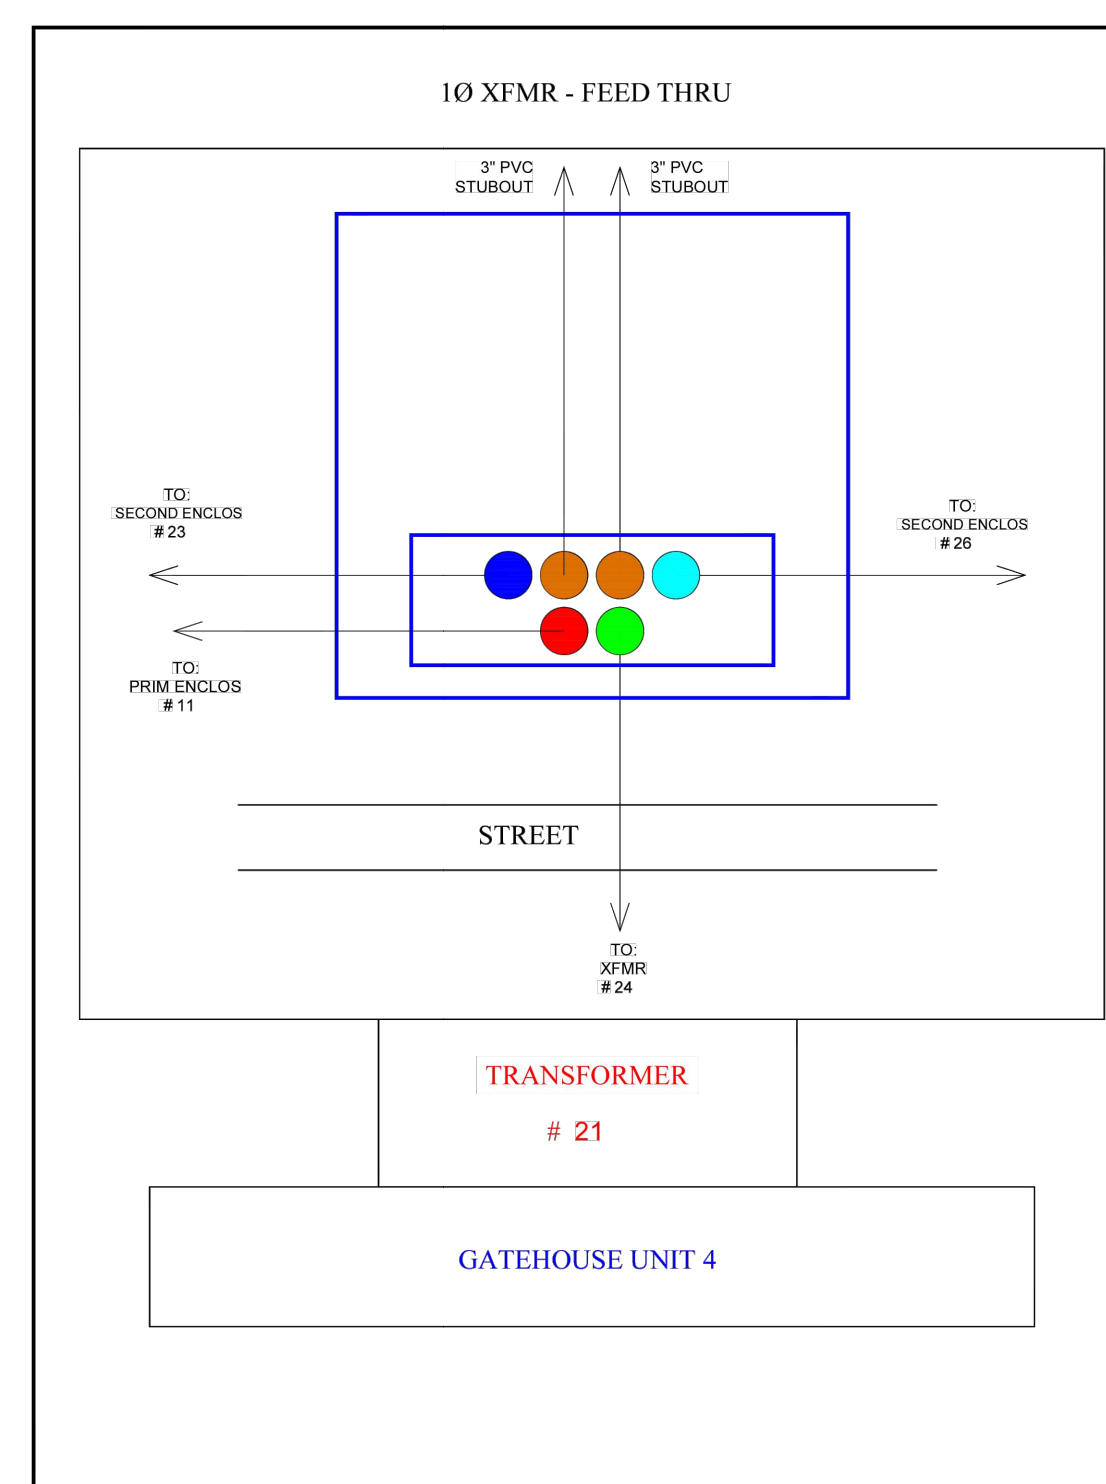 1Ø XFMR - FEED THRU
3" PVC
STUBOUT
3" PVC
STUBOUT
TO:
SECOND ENCLOS
# 23
TO:
SECOND ENCLOS
# 26
TO:
PRIM ENCLOS
# 11
STREET
TO:
XFMR
# 24
TRANSFORMER
# 21
GATEHOUSE UNIT 4